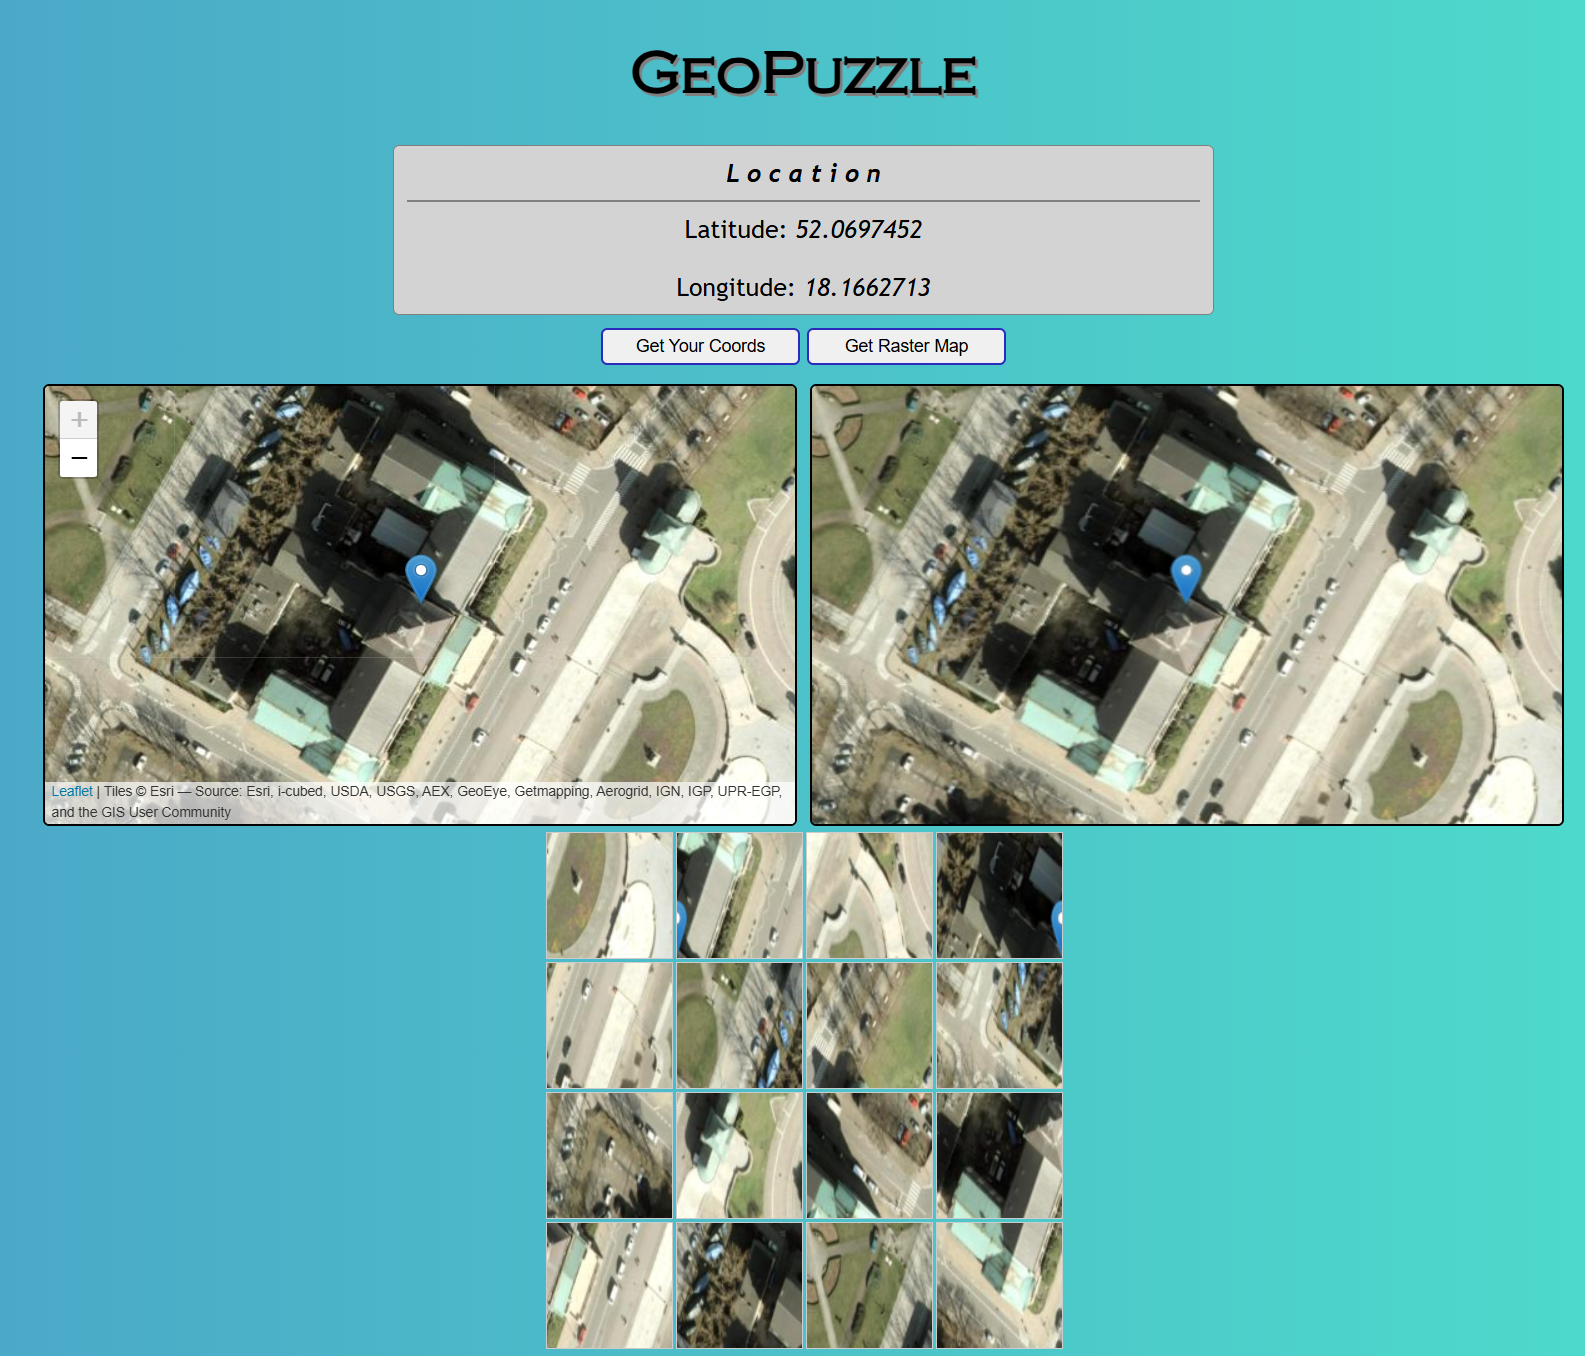 GeoPuzzle
Location
Latitude: 52.0697452
Longitude: 18.1662713
Get Your Coords
Get Raster Map
+
−
Leaflet | Tiles © Esri — Source: Esri, i-cubed, USDA, USGS, AEX, GeoEye, Getmapping, Aerogrid, IGN, IGP, UPR-EGP,
and the GIS User Community